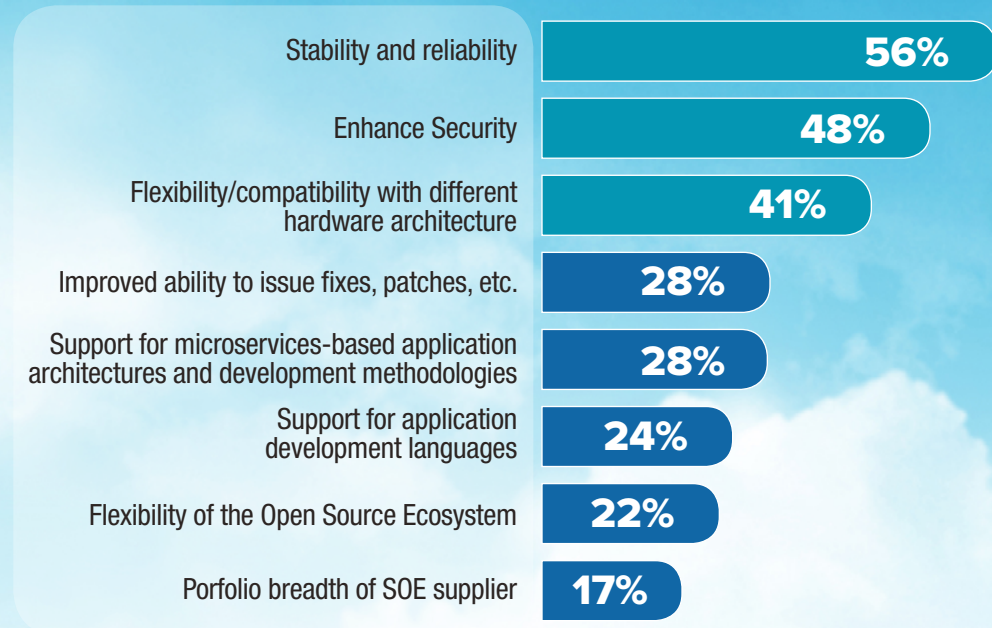 Stability and reliability
56%
Enhance Security
48%
Flexibility/compatibility with different
hardware architecture
41%
Improved ability to issue fixes, patches, etc.
28%
Support for microservices-based application
architectures and development methodologies
28%
Support for application
development languages
24%
Flexibility of the Open Source Ecosystem
22%
Porfolio breadth of SOE supplier
17%